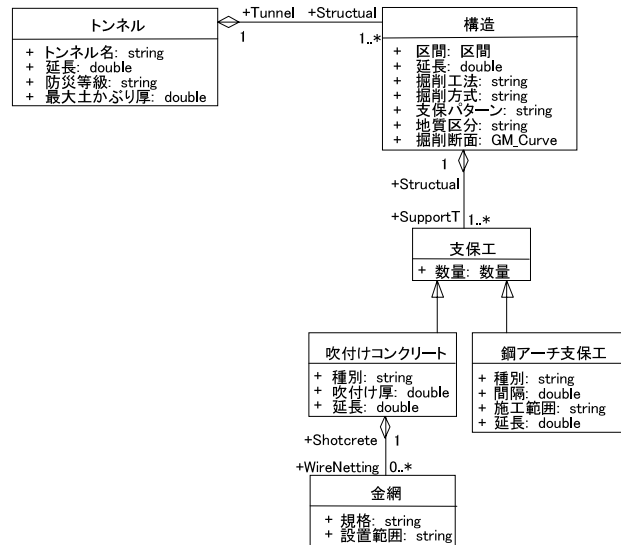 トンネル
+ トンネル名: string
+ 延長: double
+ 防災等級: string
+ 最大土かぶり厚: double
+Tunnel
+Structual
1
1..*
構造
+ 区間: 区間
+ 延長: double
+ 掘削工法: string
+ 掘削方式: string
+ 支保パターン: string
+ 地質区分: string
+ 掘削断面: GM_Curve
1
+Structual
+SupportT
1..*
支保工
+ 数量: 数量
吹付けコンクリート
+ 種別: string
+ 吹付け厚: double
+ 延長: double
鋼アーチ支保工
+ 種別: string
+ 間隔: double
+ 施工範囲: string
+ 延長: double
+Shotcrete
1
+WireNetting
0..*
金網
+ 規格: string
+ 設置範囲: string